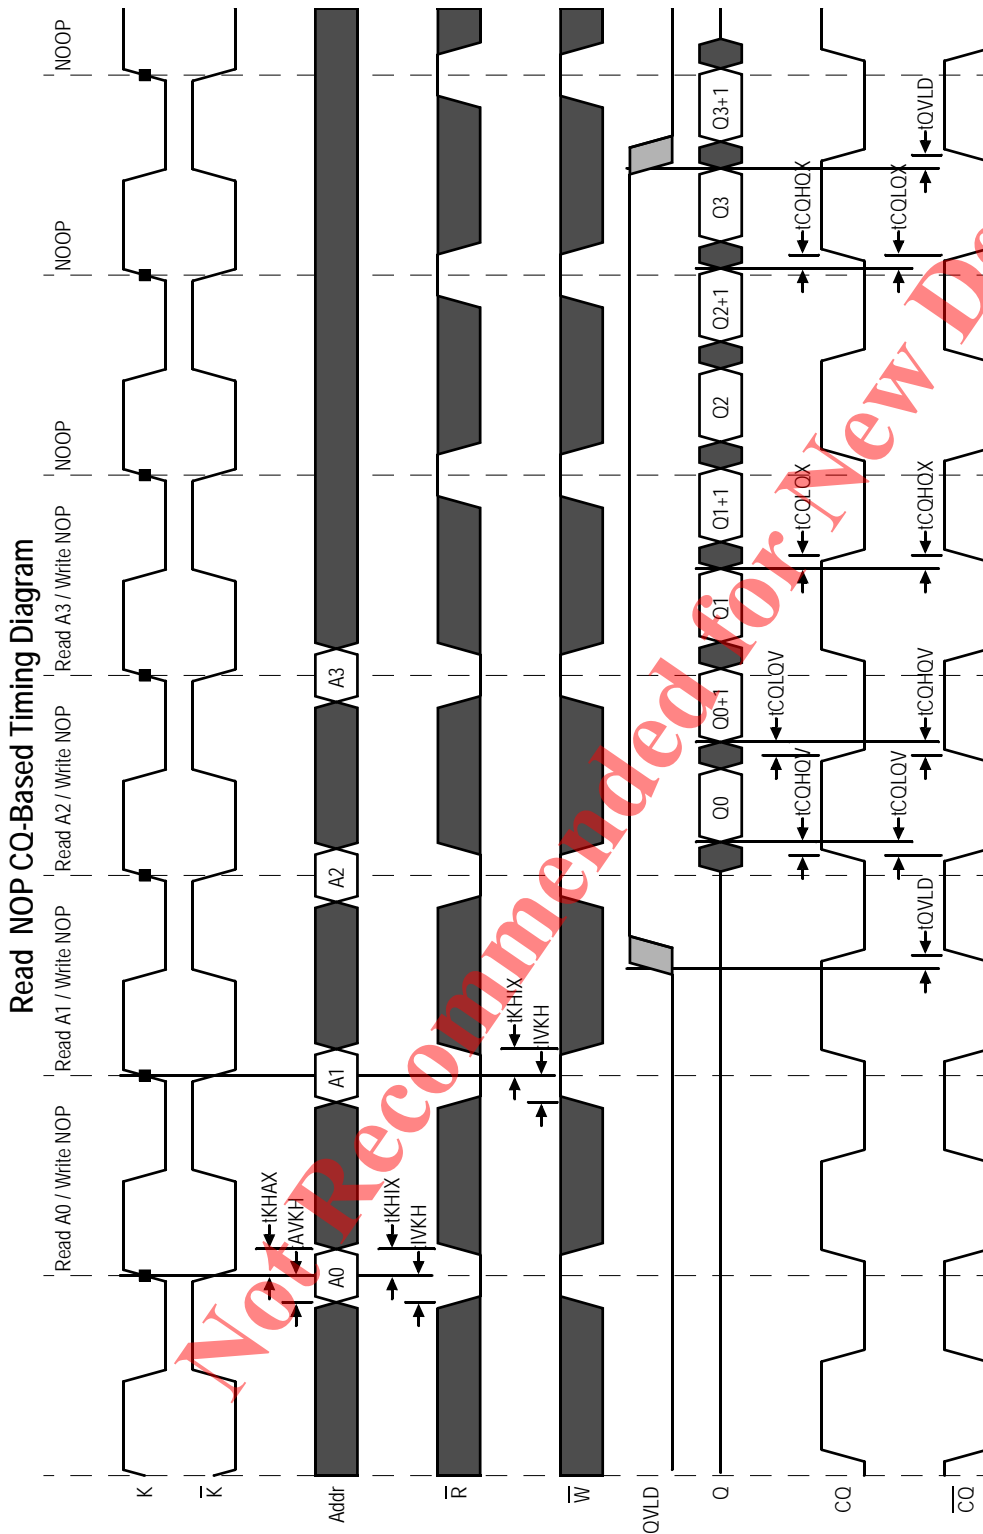 Read NOP CQ-Based Timing Diagram
Read A0 / Write NOP
Read A1 / Write NOP
Read A2 / Write NOP
Read A3 / Write NOP
NOOP
NOOP
NOOP
K
K
tKHAX
tAVKH
Addr
A0
A1
A2
A3
tKHIX
tIVKH
R
tKHIX
tIVKH
W
QVLD
Q
Q0
Q0+1
Q1
Q1+1
Q2
Q2+1
Q3
Q3+1
tCQLQV
tCQHQV
tCQLQX
tCQHQX
CQ
tCQLQV
tCQLQX
tQVLD
tCQHQV
tCQHQX
tQVLD
CQ
Not Recommended for New De